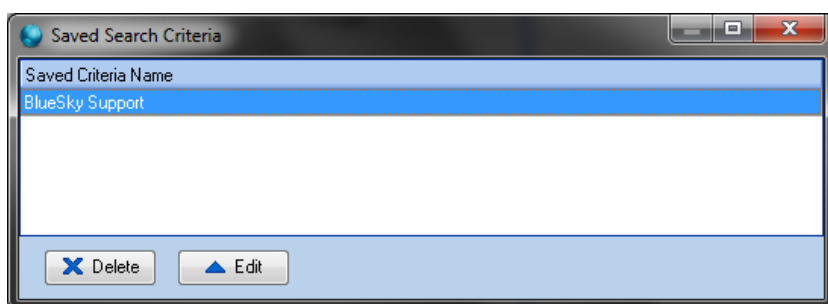 Saved Search Criteria
Saved Criteria Name
BlueSky Support
Delete
Edit